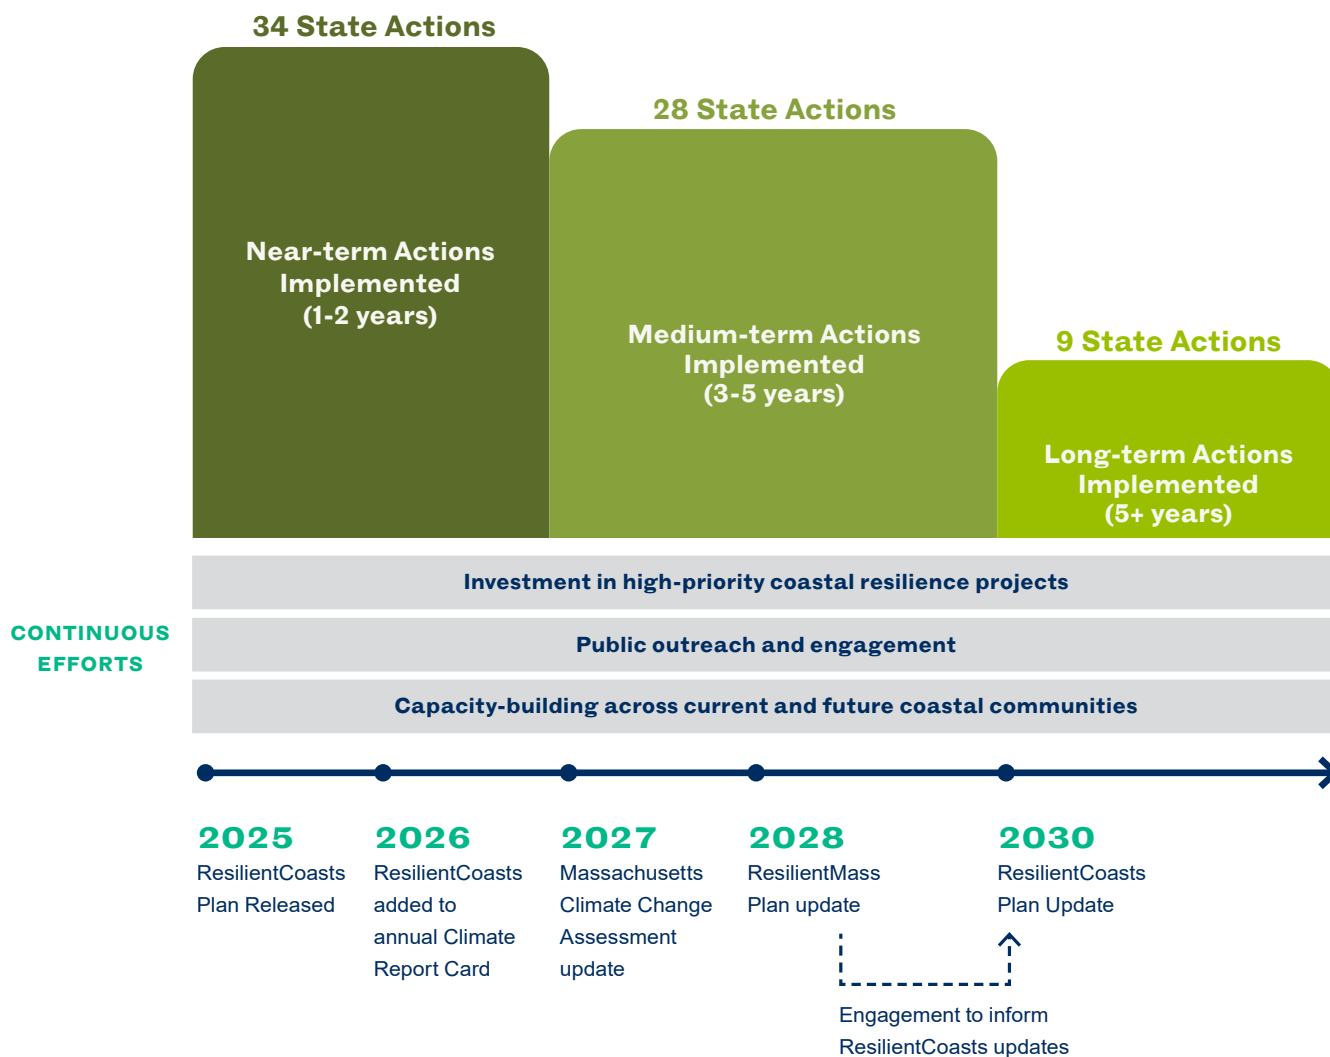 34 State Actions
Near-term Actions
Implemented
(1-2 years)
28 State Actions
Medium-term Actions
Implemented
(3-5 years)
9 State Actions
Long-term Actions
Implemented
(5+ years)
CONTINUOUS
EFFORTS
Investment in high-priority coastal resilience projects
Public outreach and engagement
Capacity-building across current and future coastal communities
2025
ResilientCoasts
Plan Released
2026
ResilientCoasts
added to
annual Climate
Report Card
2027
Massachusetts
Climate Change
Assessment
update
2028
ResilientMass
Plan update
2030
ResilientCoasts
Plan Update
Engagement to inform
ResilientCoasts updates